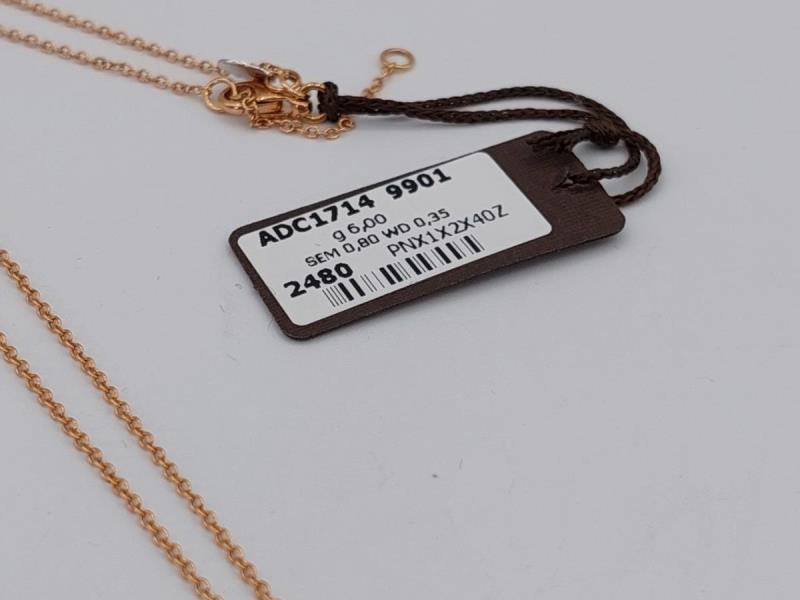 ADC1714 9901
g 6,00
SEM 0,80 WD 0,35
2480 PNX1X2X40Z